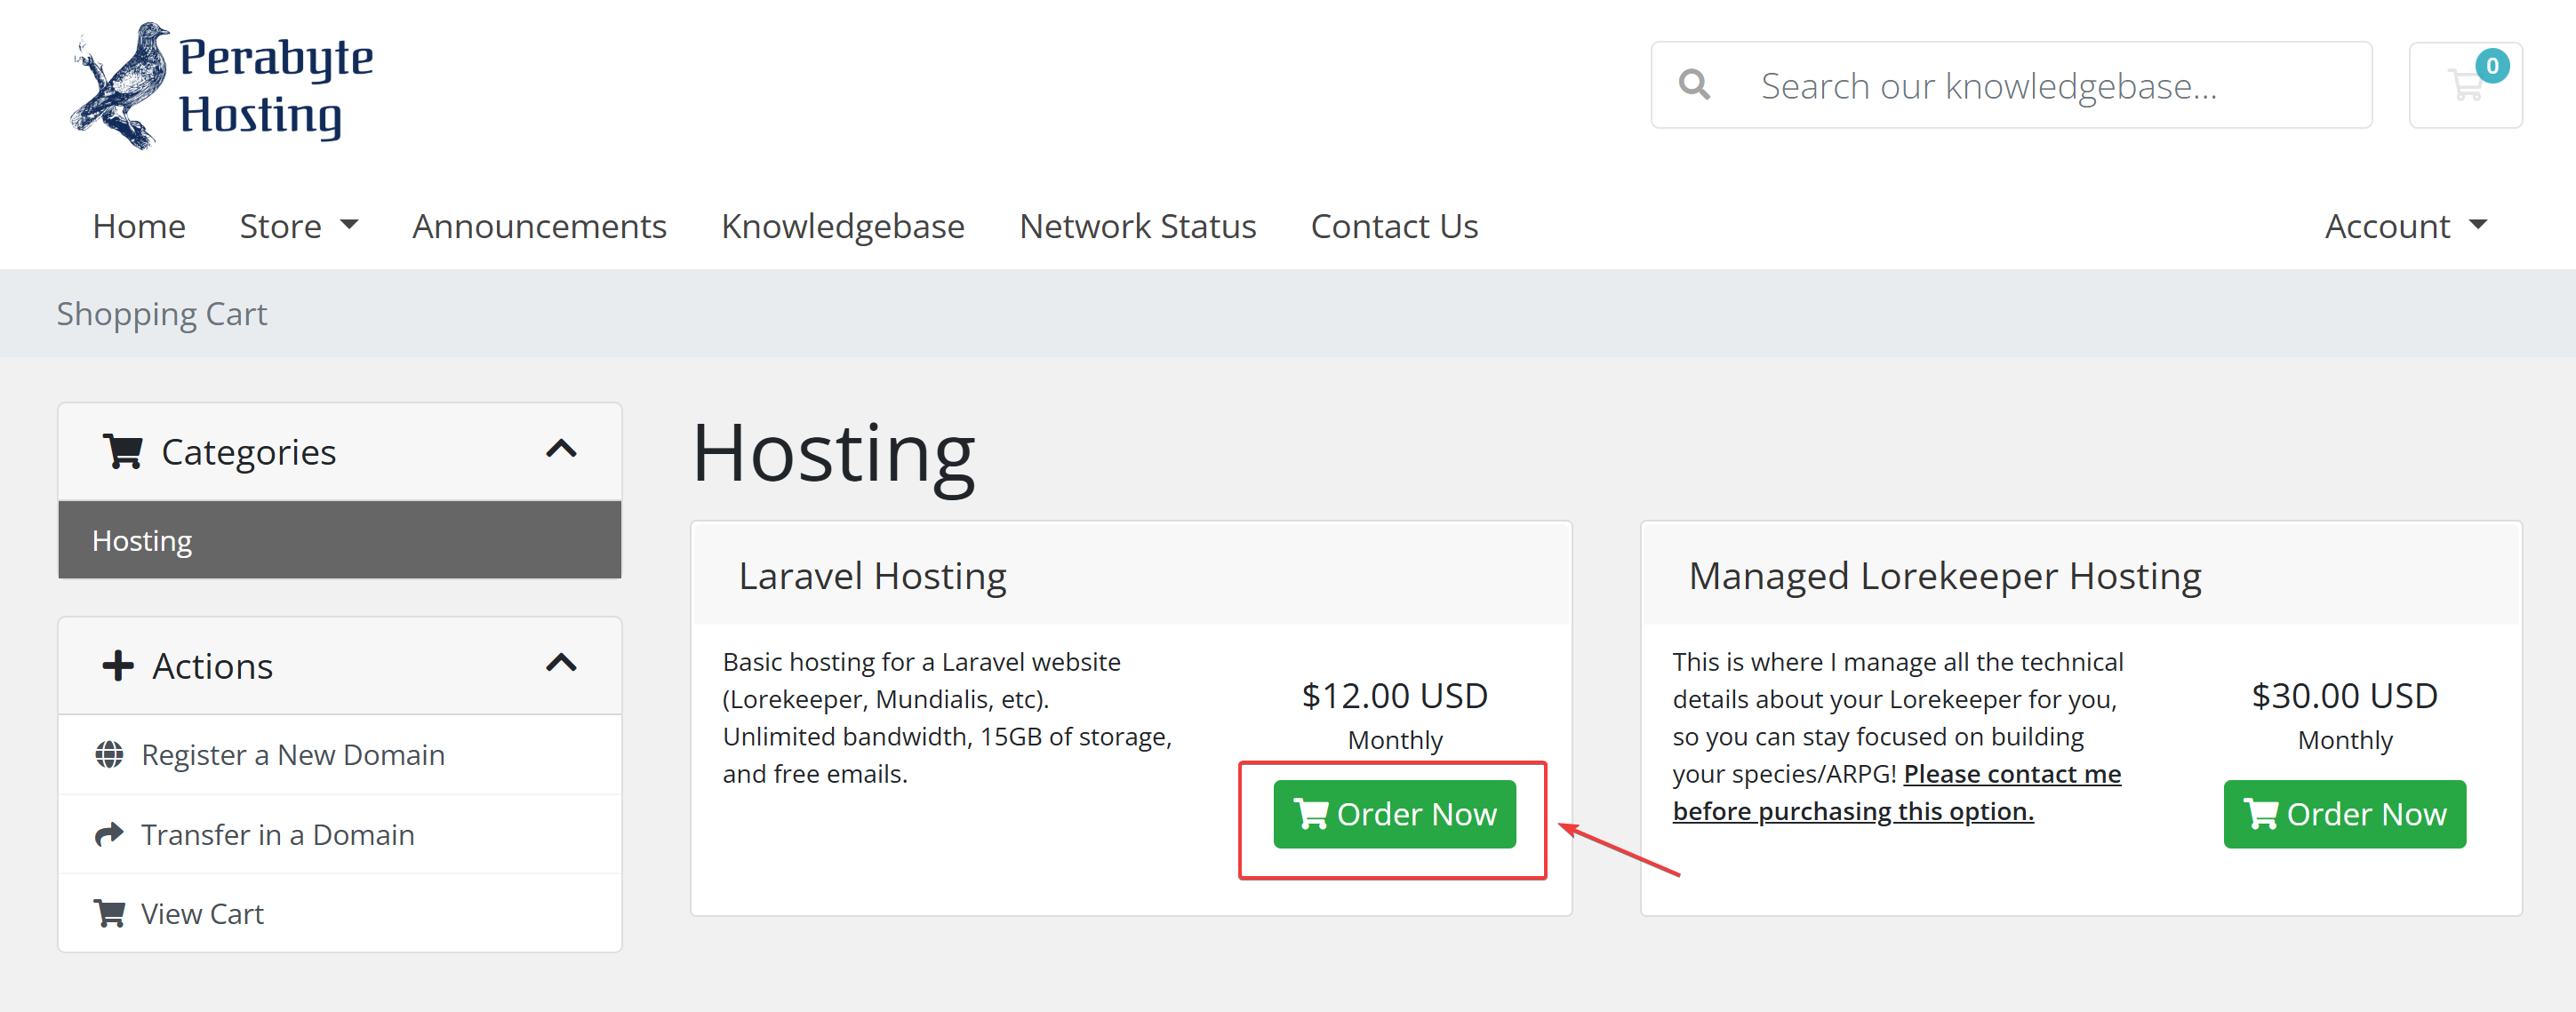 Perabyte
Hosting
Search our knowledgebase...
0
Home
Store
Announcements
Knowledgebase
Network Status
Contact Us
Account
Shopping Cart
Categories
Hosting
Actions
Register a New Domain
Transfer in a Domain
View Cart
Hosting
Laravel Hosting
Basic hosting for a Laravel website
(Lorekeeper, Mundialis, etc).
Unlimited bandwidth, 15GB of storage,
and free emails.
$12.00 USD
Monthly
Order Now
Managed Lorekeeper Hosting
This is where I manage all the technical
details about your Lorekeeper for you,
so you can stay focused on building
your species/ARPG! Please contact me
before purchasing this option.
$30.00 USD
Monthly
Order Now